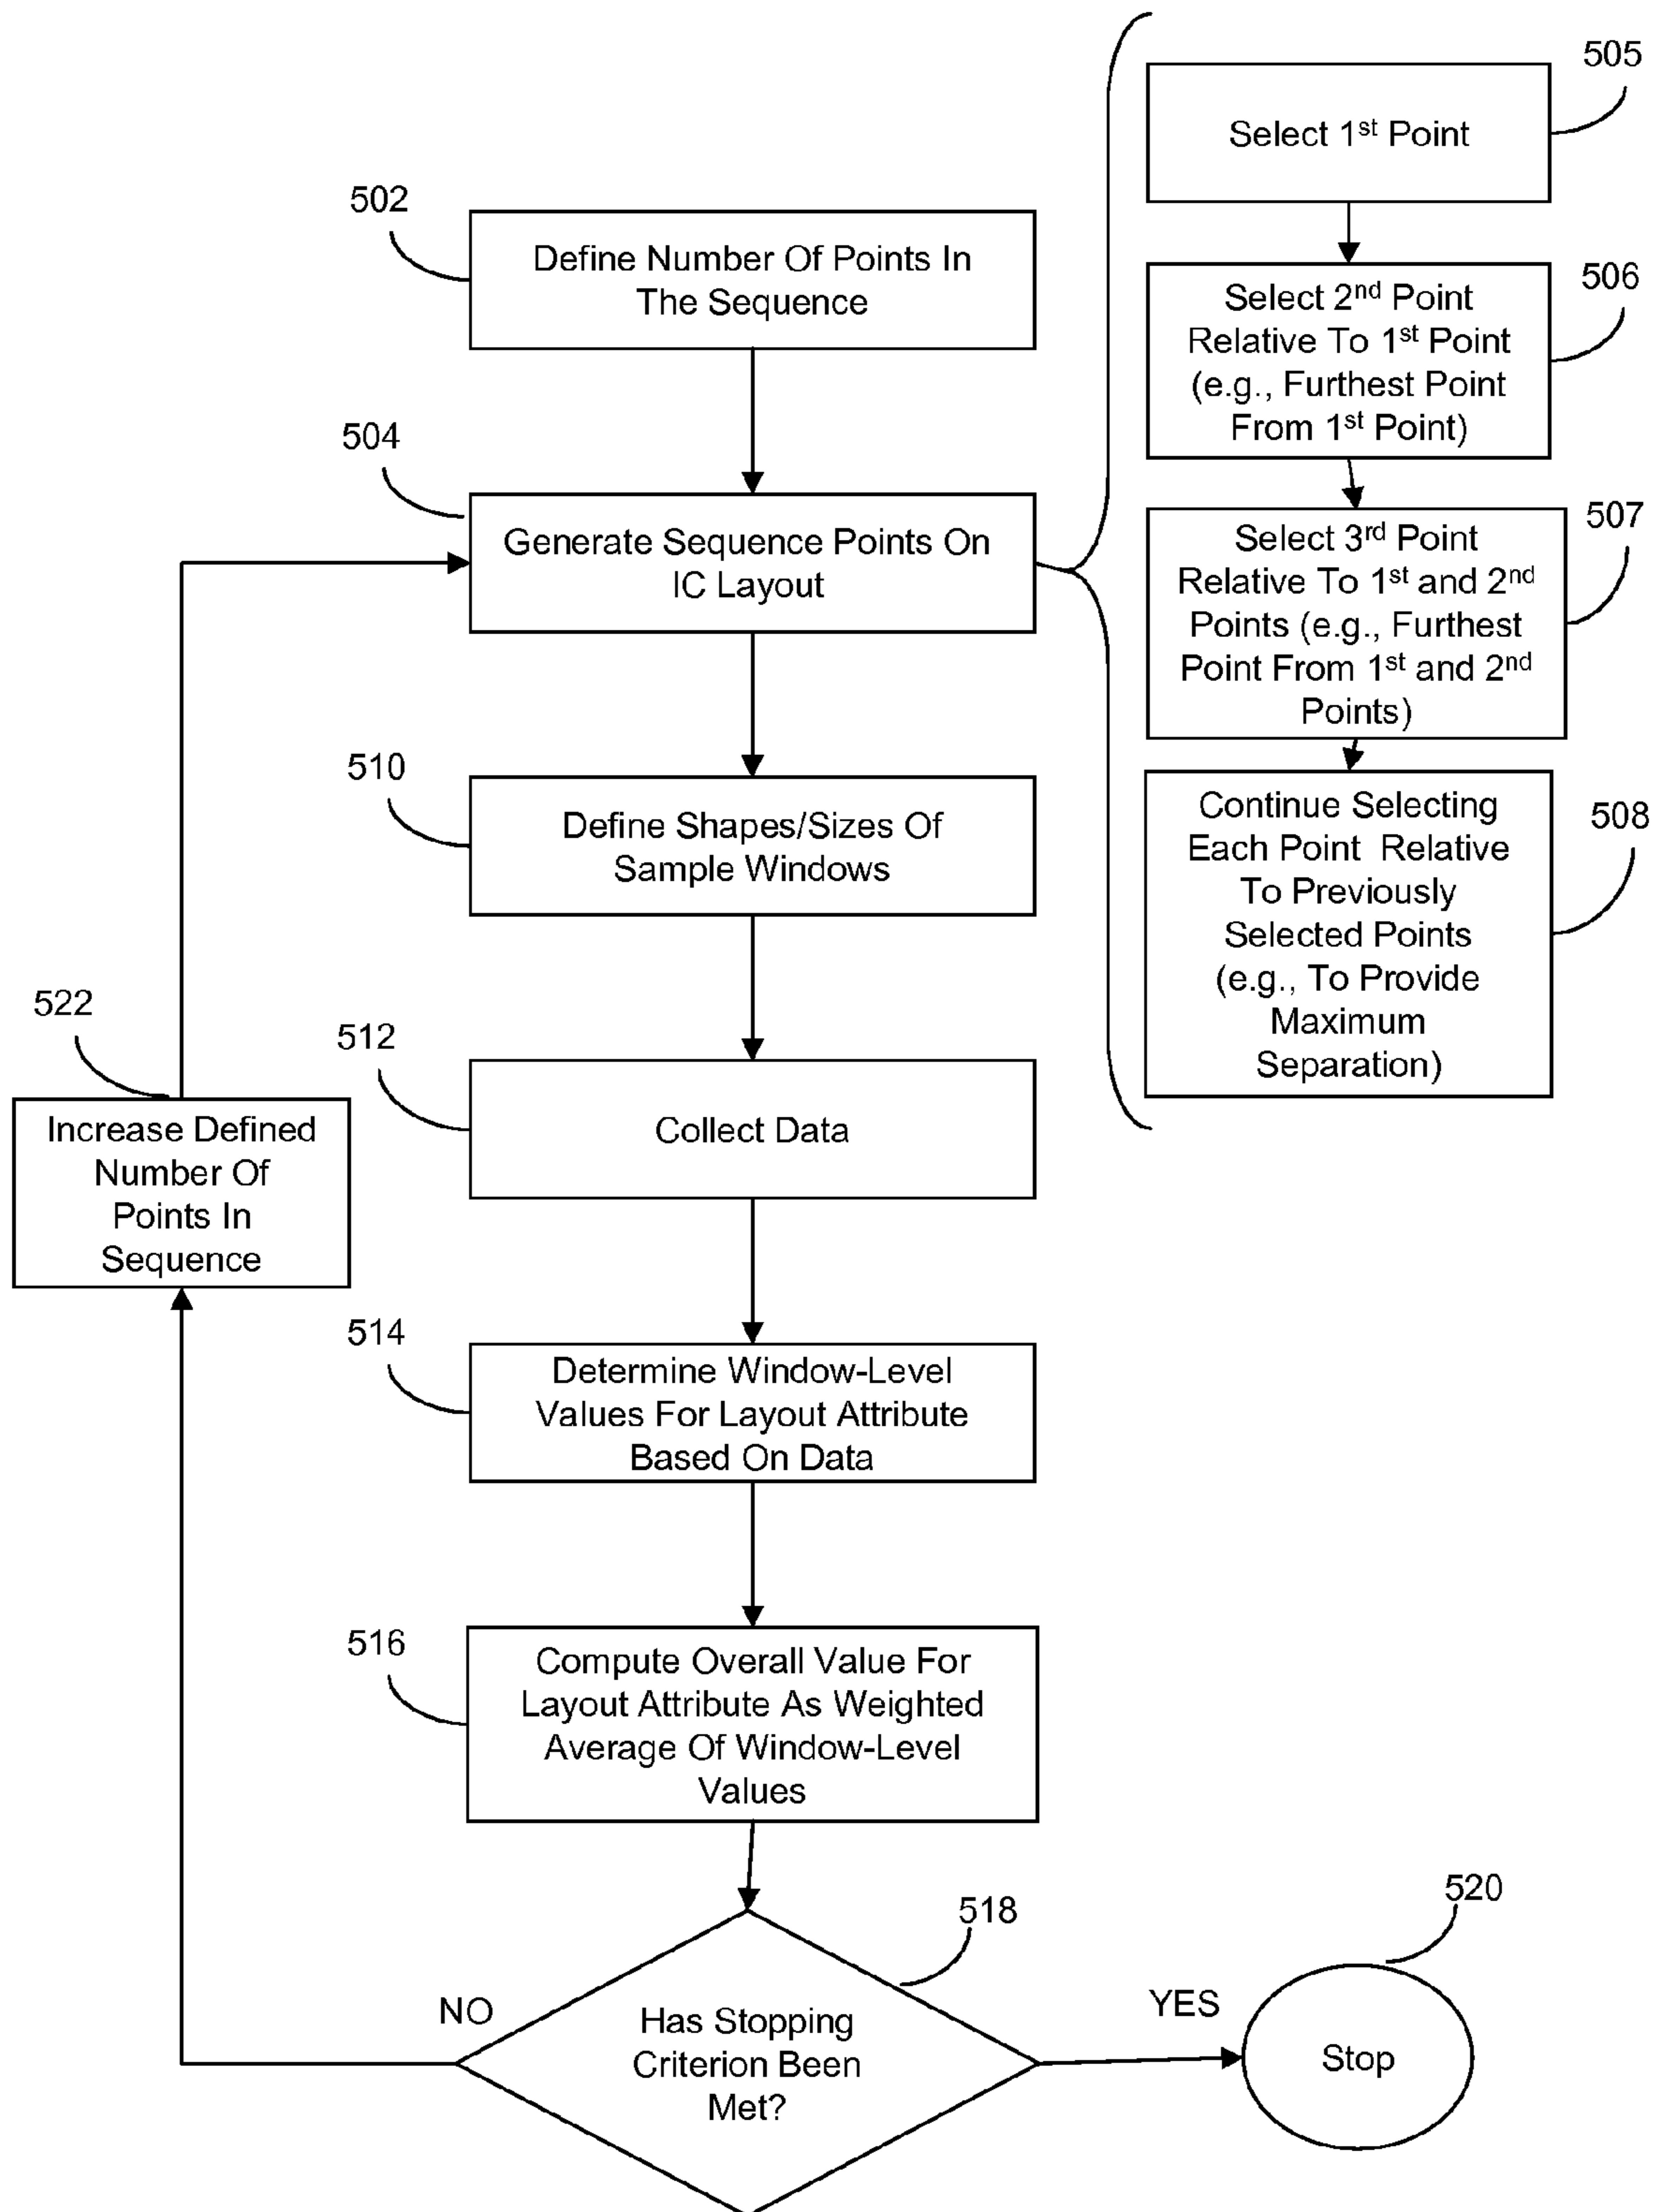 505
Select 1st Point
502
Define Number Of Points In
The Sequence
506
Select 2nd Point
Relative To 1st Point
(e.g., Furthest Point
From 1st Point)
504
Generate Sequence Points On
IC Layout
507
Select 3rd Point
Relative To 1st and 2nd
Points (e.g., Furthest
Point From 1st and 2nd
Points)
510
Define Shapes/Sizes Of
Sample Windows
508
Continue Selecting
Each Point Relative
To Previously
Selected Points
(e.g., To Provide
Maximum
Separation)
522
Increase Defined
Number Of
Points In
Sequence
512
Collect Data
514
Determine Window-Level
Values For Layout Attribute
Based On Data
516
Compute Overall Value For
Layout Attribute As Weighted
Average Of Window-Level
Values
518
Has Stopping
Criterion Been
Met?
NO
YES
520
Stop